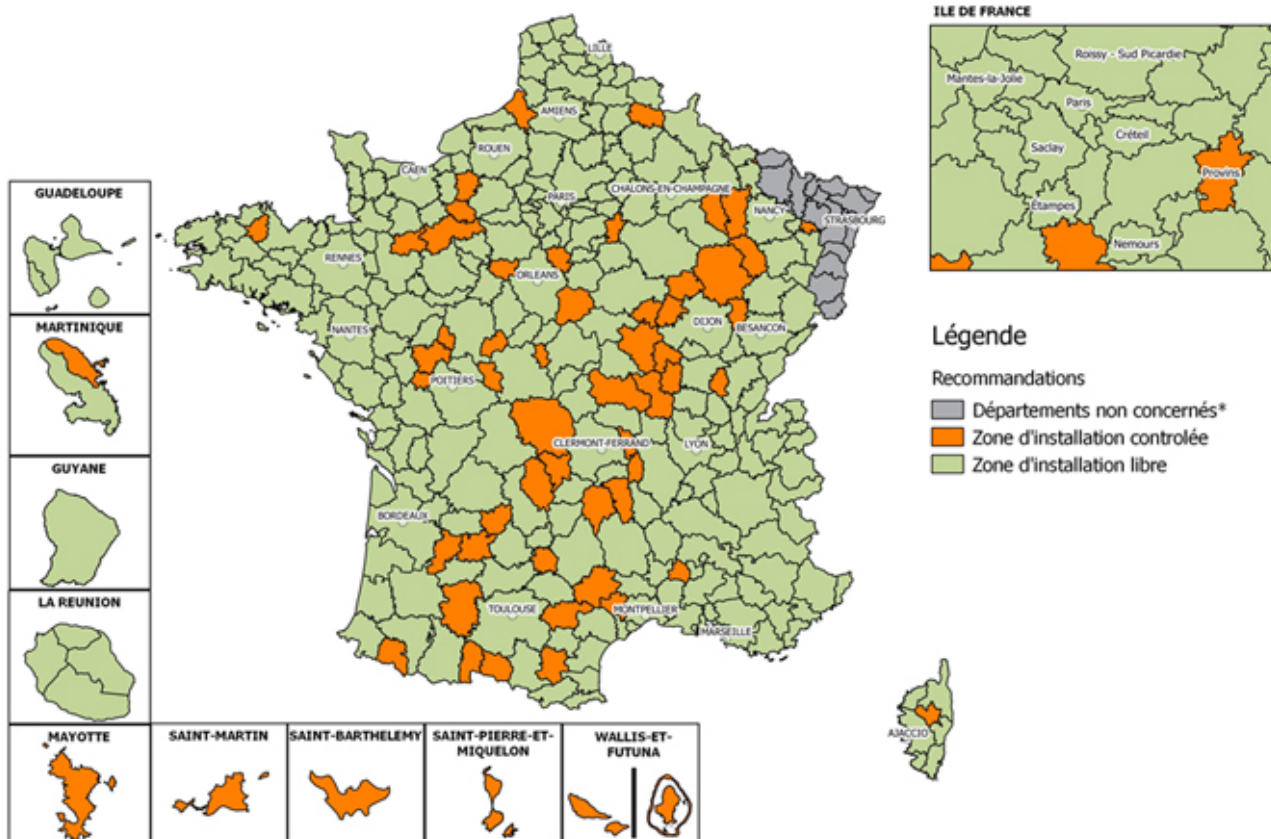 ILE DE FRANCE
Roissy - Sud Picardie
Mantes-la-Jolie
Paris
Créteil
Saclay
Provins
Étampes
Nemours
LILLE
AMIENS
ROUEN
CAEN
PARIS
CHALONS-EN-CHAMPAGNE
NANCY
STRASBOURG
RENNES
ORLEANS
NANTES
DIJON
BESANCON
POITIERS
CLERMONT-FERRAND
LYON
BORDEAUX
TOULOUSE
MONTPELLIER
MARSEILLE
AJACCIO
GUADELOUPE
MARTINIQUE
GUYANE
LA REUNION
MAYOTTE
SAINT-MARTIN
SAINT-BARTHELEMY
SAINT-PIERRE-ET-
MIQUELON
WALLIS-ET-
FUTUNA
Légende
Recommandations
Départements non concernés*
Zone d'installation controlée
Zone d'installation libre